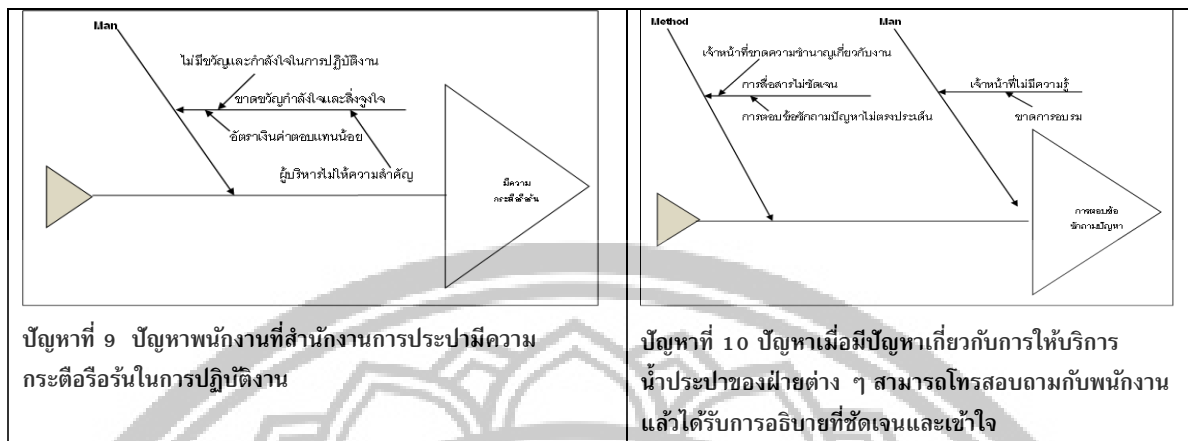 Man
ไม่มีขวัญและกำลังใจในการปฏิบัติงาน
ขาดขวัญกำลังใจและสิ่งจูงใจ
อัตราเงินค่าตอบแทนน้อย
ผู้บริหารไม่ให้ความสำคัญ
มีความ
กระตือรือร้น
ปัญหาที่ 9 ปัญหาพนักงานที่สำนักงานการประปามีความ
กระตือรือร้นในการปฏิบัติงาน
Method
Man
เจ้าหน้าที่ขาดความชำนาญเกี่ยวกับงาน
การสื่อสารไม่ชัดเจน
การตอบข้อซักถามปัญหาไม่ตรงประเด็น
เจ้าหน้าที่ไม่มีความรู้
ขาดการอบรม
การตอบข้อ
ซักถามปัญหา
ปัญหาที่ 10 ปัญหาเมื่อมีปัญหาเกี่ยวกับการให้บริการ
น้ำประปาของฝ่ายต่าง ๆ สามารถโทรสอบถามกับพนักงาน
แล้วได้รับการอธิบายที่ชัดเจนและเข้าใจ